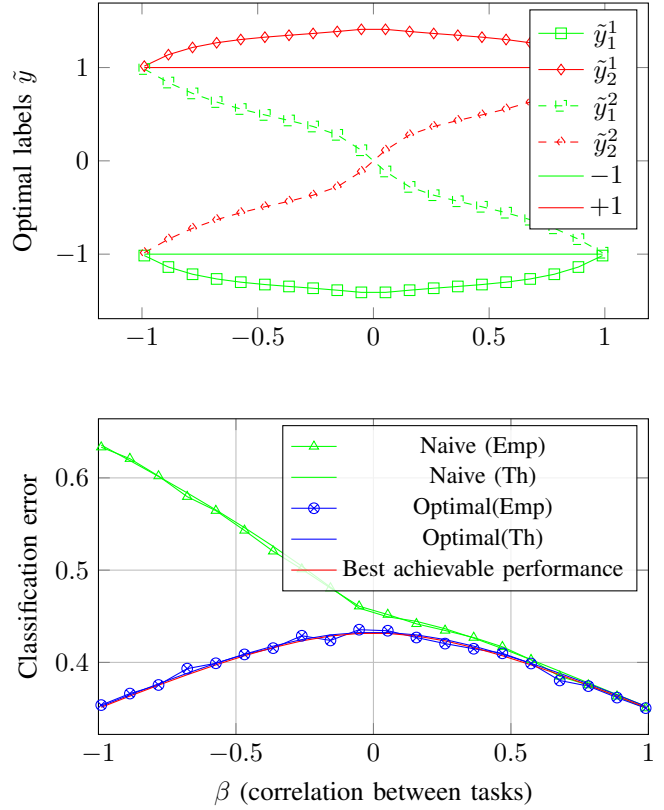 Optimal labels ỹ
1
0
−1
−1
−0.5
0
0.5
1
ỹ₁¹
ỹ₂¹
ỹ₁²
ỹ₂²
−1
+1
Classification error
0.6
0.5
0.4
−1
−0.5
0
0.5
1
Naive (Emp)
Naive (Th)
Optimal(Emp)
Optimal(Th)
Best achievable performance
β (correlation between tasks)